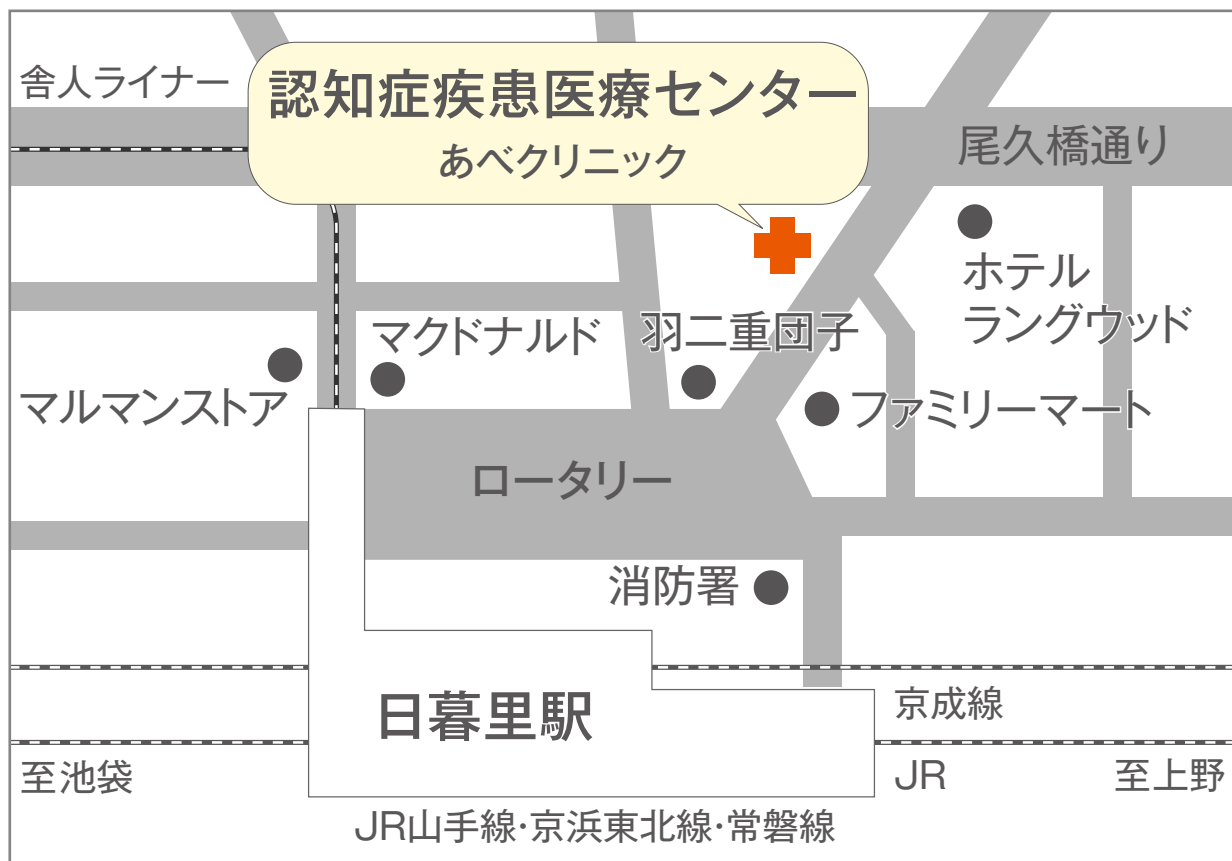 舎人ライナー
認知症疾患医療センター
あべクリニック
尾久橋通り
ホテル
ラングウッド
マクドナルド
羽二重団子
マルマンストア
ファミリーマート
ロータリー
消防署
日暮里駅
京成線
至池袋
JR
至上野
JR山手線・京浜東北線・常磐線